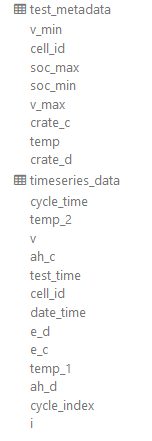 test_metadata
v_min
cell_id
soc_max
soc_min
v_max
crate_c
temp
crate_d
timeseries_data
cycle_time
temp_2
v
ah_c
test_time
cell_id
date_time
e_d
e_c
temp_1
ah_d
cycle_index
i